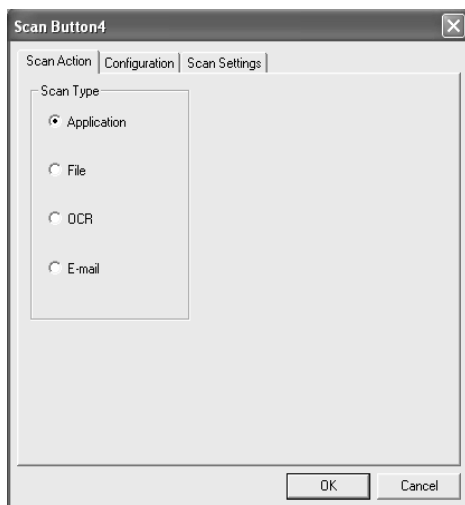 Scan Button4
Scan Action Configuration Scan Settings
Scan Type
Application
File
OCR
E-mail
OK Cancel